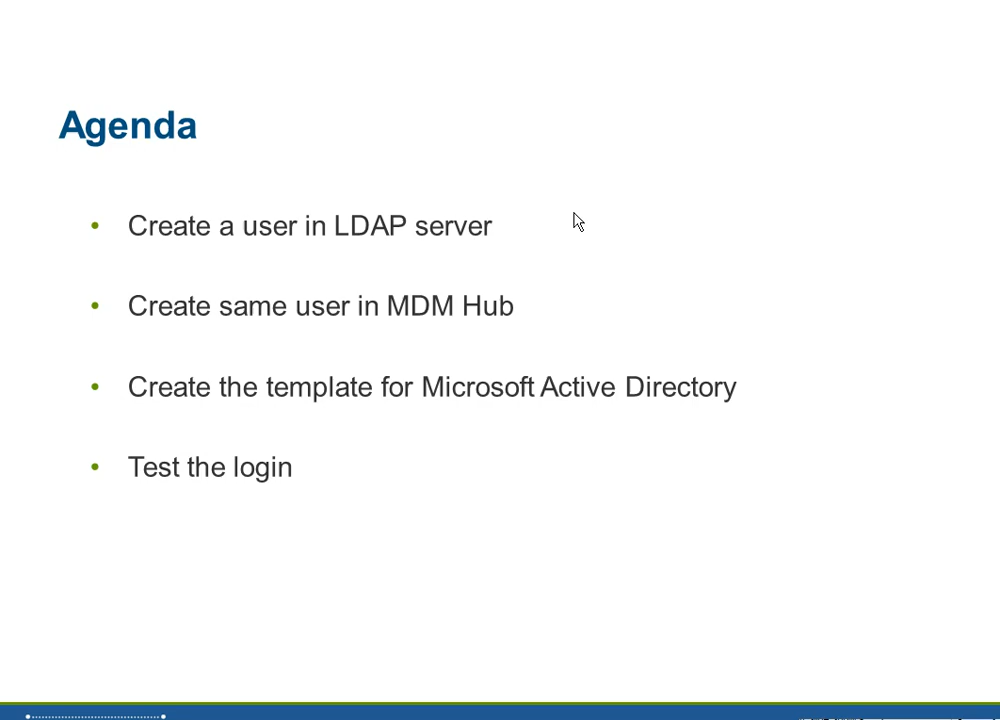 Agenda
• Create a user in LDAP server
• Create same user in MDM Hub
• Create the template for Microsoft Active Directory
• Test the login